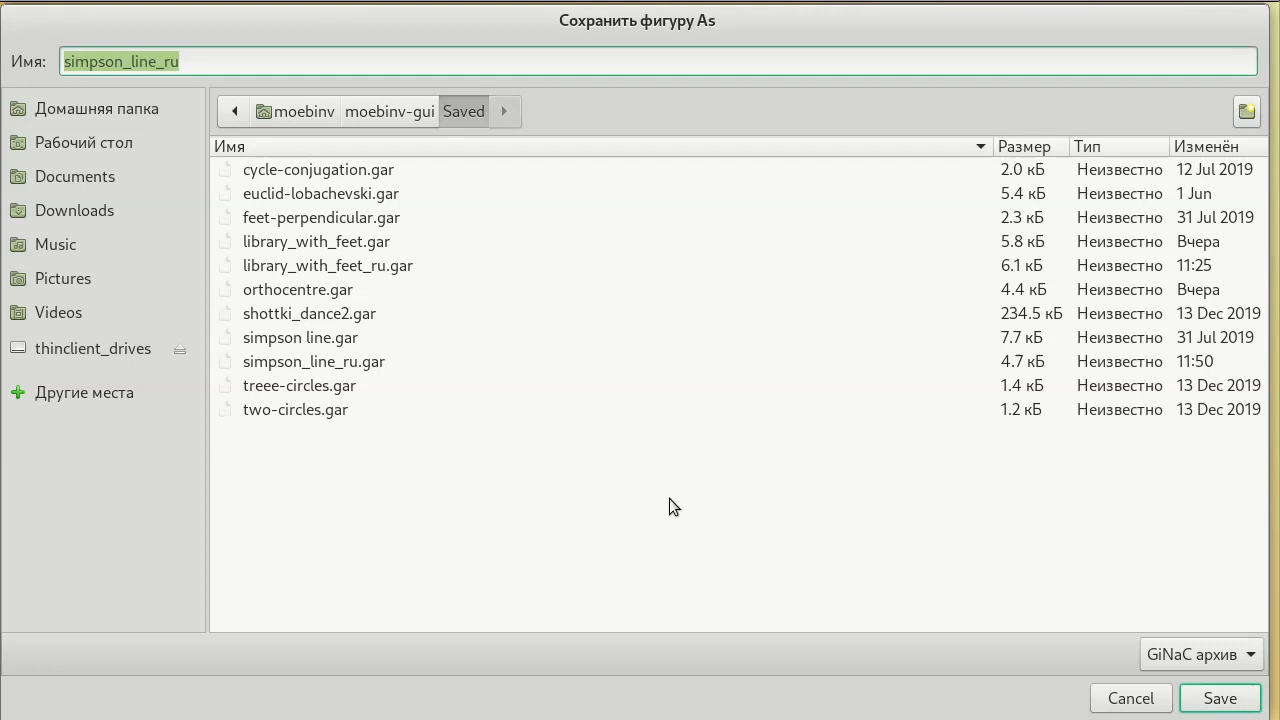 Сохранить фигуру As
Имя: simpson_line_ru
Домашняя папка
Рабочий стол
Documents
Downloads
Music
Pictures
Videos
thinclient_drives
Другие места
moebinv moebinv-gui Saved
Имя Размер Тип Изменён
cycle-conjugation.gar 2.0 кБ Неизвестно 12 Jul 2019
euclid-lobachevski.gar 5.4 кБ Неизвестно 1 Jun
feet-perpendicular.gar 2.3 кБ Неизвестно 31 Jul 2019
library_with_feet.gar 5.8 кБ Неизвестно Вчера
library_with_feet_ru.gar 6.1 кБ Неизвестно 11:25
orthocentre.gar 4.4 кБ Неизвестно Вчера
shottki_dance2.gar 234.5 кБ Неизвестно 13 Dec 2019
simpson line.gar 7.7 кБ Неизвестно 31 Jul 2019
simpson_line_ru.gar 4.7 кБ Неизвестно 11:50
treee-circles.gar 1.4 кБ Неизвестно 13 Dec 2019
two-circles.gar 1.2 кБ Неизвестно 13 Dec 2019
GiNaC архив
Cancel Save